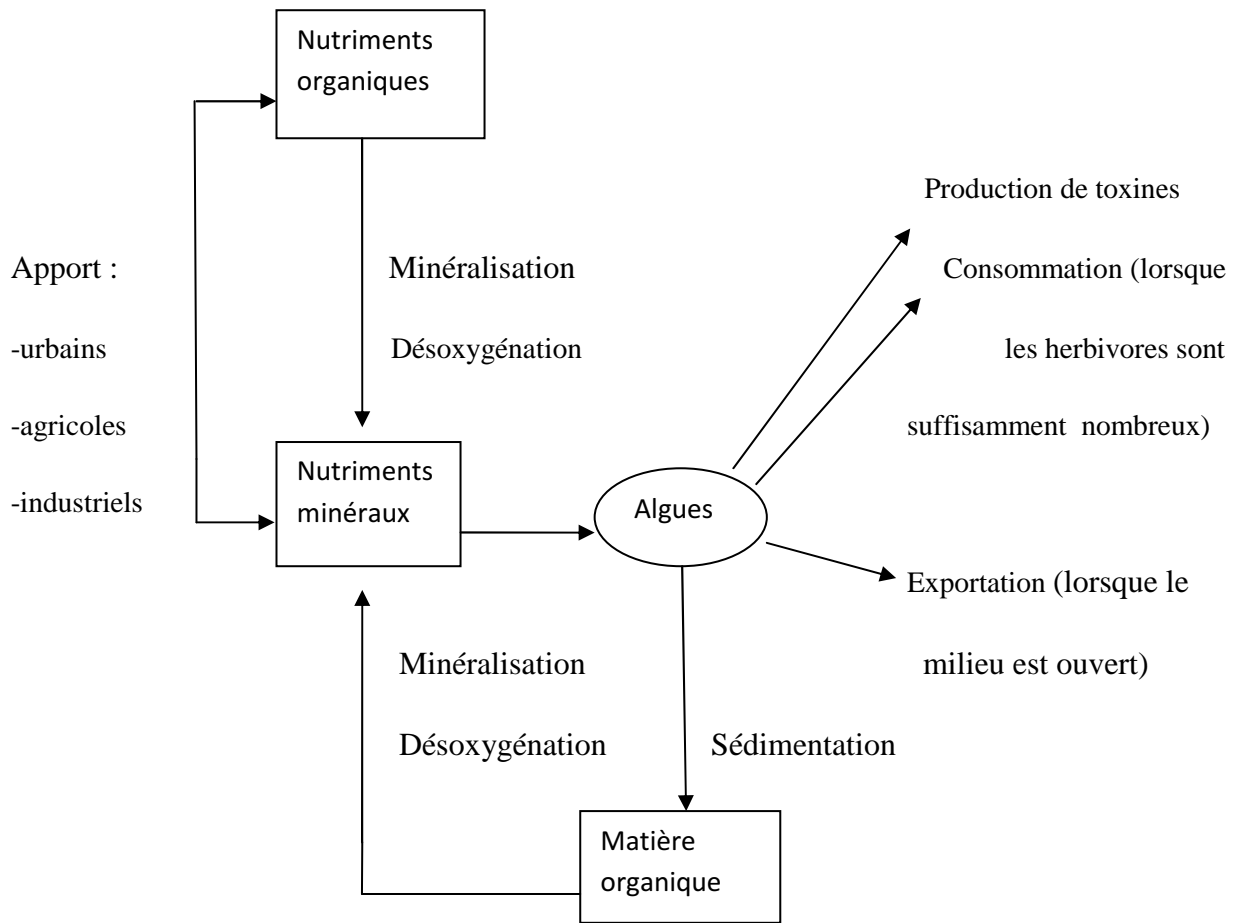 Nutriments
organiques
Production de toxines
Apport :
Minéralisation
Consommation (lorsque
-urbains
Désoxygénation
les herbivores sont
-agricoles
suffisamment nombreux)
Nutriments
minéraux
-industriels
Algues
Exportation (lorsque le
Minéralisation
milieu est ouvert)
Désoxygénation
Sédimentation
Matière
organique